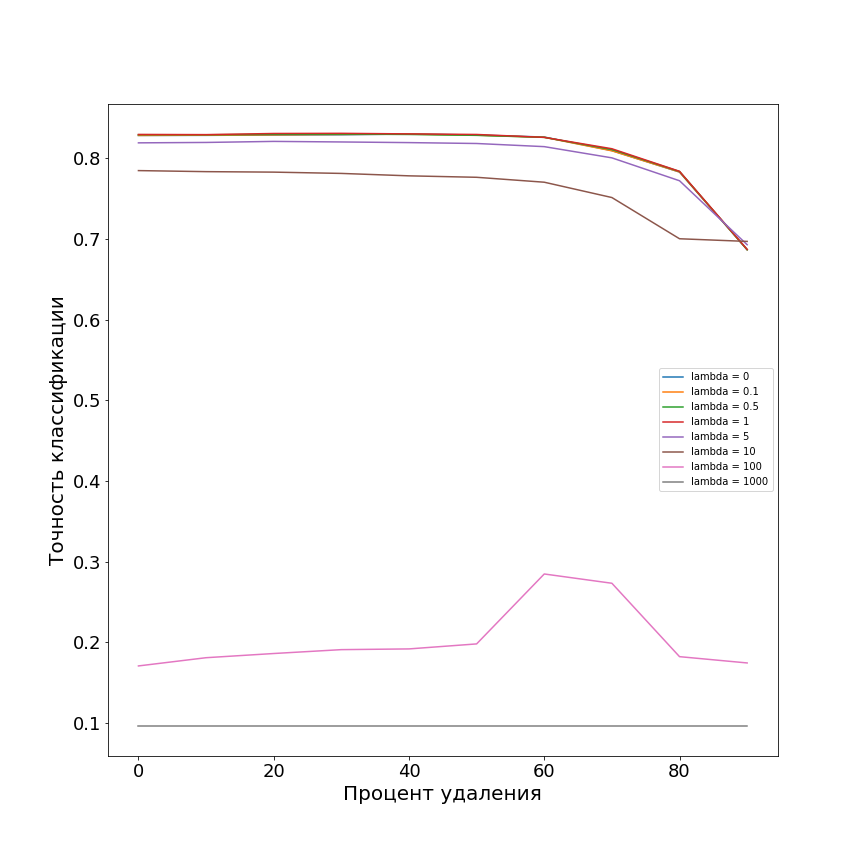 Точность классификации
0.8
0.7
0.6
0.5
0.4
0.3
0.2
0.1
lambda = 0
lambda = 0.1
lambda = 0.5
lambda = 1
lambda = 5
lambda = 10
lambda = 100
lambda = 1000
0 20 40 60 80
Процент удаления